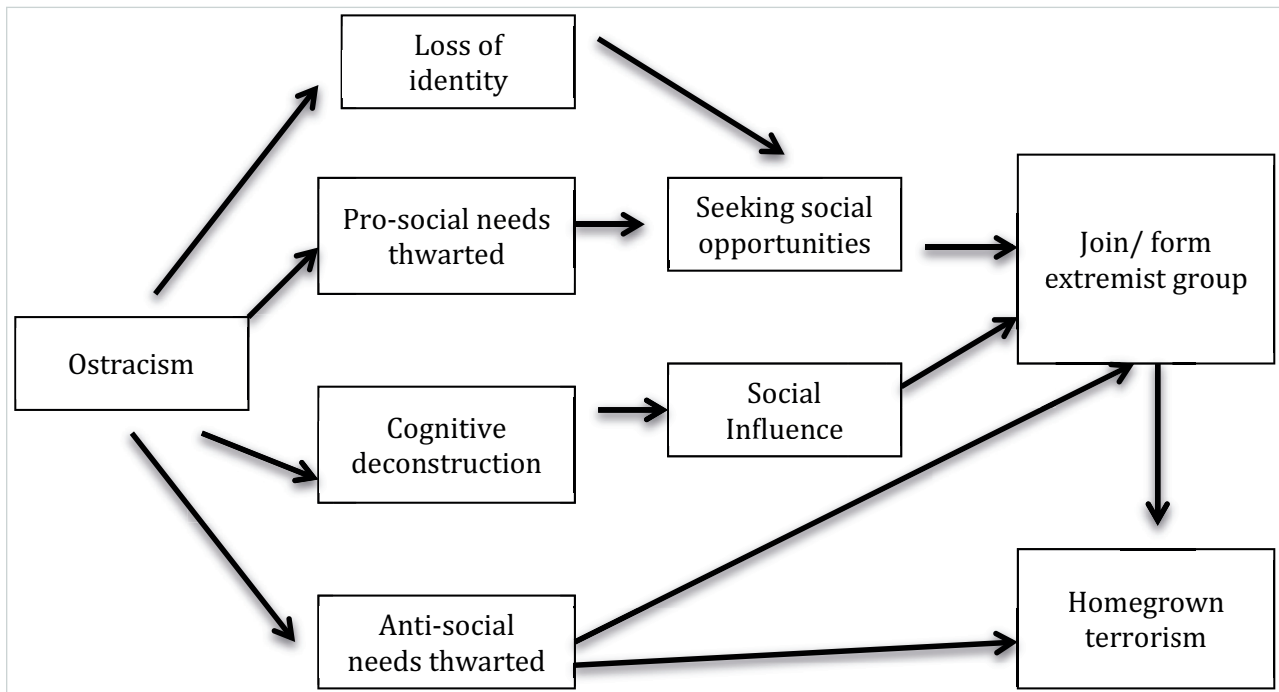 Loss of
identity
Pro-social needs
thwarted
Seeking social
opportunities
Join/ form
extremist group
Ostracism
Cognitive
deconstruction
Social
Influence
Anti-social
needs thwarted
Homegrown
terrorism